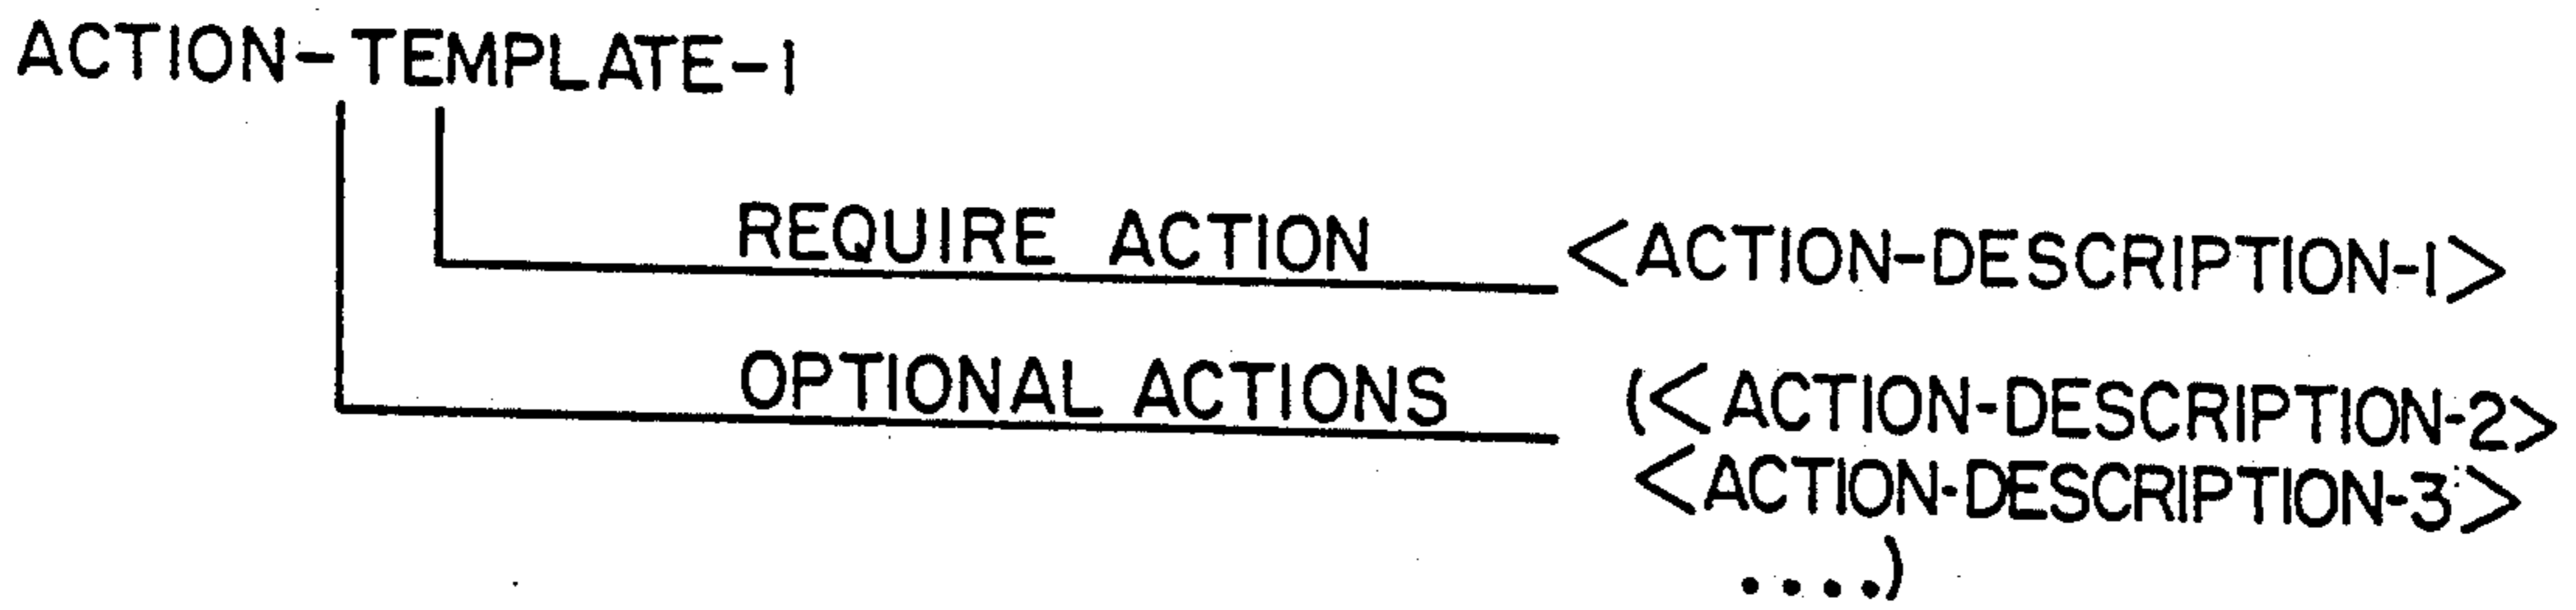 ACTION-TEMPLATE-1
REQUIRE ACTION <ACTION-DESCRIPTION-1>
OPTIONAL ACTIONS (<ACTION-DESCRIPTION-2>
<ACTION-DESCRIPTION-3>
....)